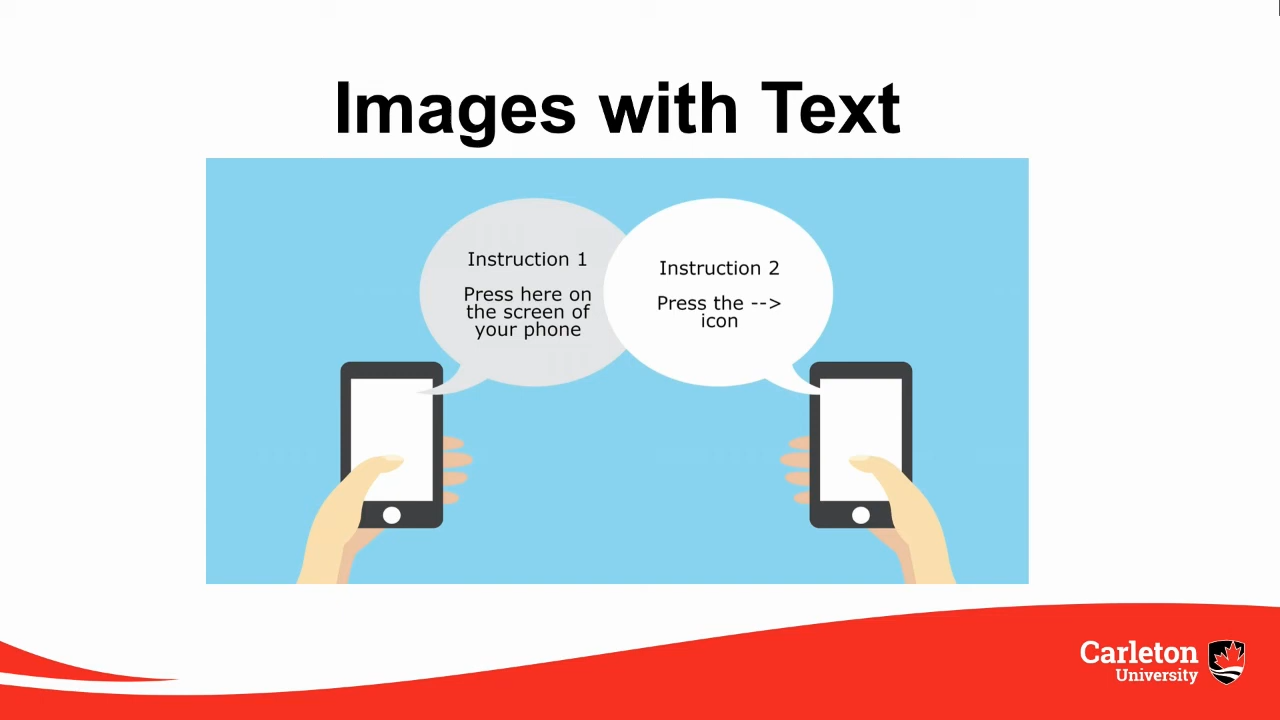 Images with Text
Instruction 1
Press here on
the screen of
your phone
Instruction 2
Press the -->
icon
Carleton
University